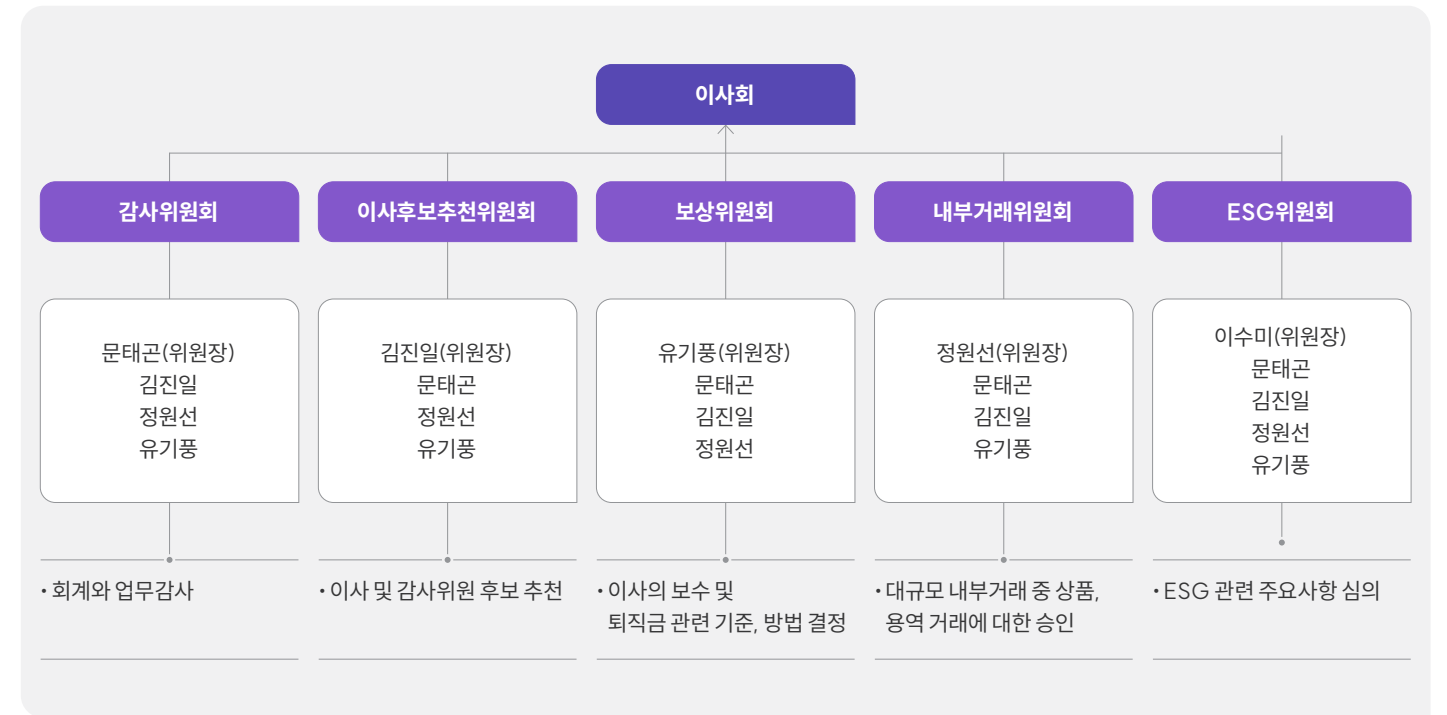 이사회
감사위원회
이사후보추천위원회
보상위원회
내부거래위원회
ESG위원회
문태곤(위원장)
김진일
정원선
유기풍
김진일(위원장)
문태곤
정원선
유기풍
유기풍(위원장)
문태곤
김진일
정원선
정원선(위원장)
문태곤
김진일
유기풍
이수미(위원장)
문태곤
김진일
정원선
유기풍
• 회계와 업무감사
• 이사 및 감사위원 후보 추천
• 이사의 보수 및
퇴직금 관련 기준, 방법 결정
• 대규모 내부거래 중 상품,
용역 거래에 대한 승인
• ESG 관련 주요사항 심의